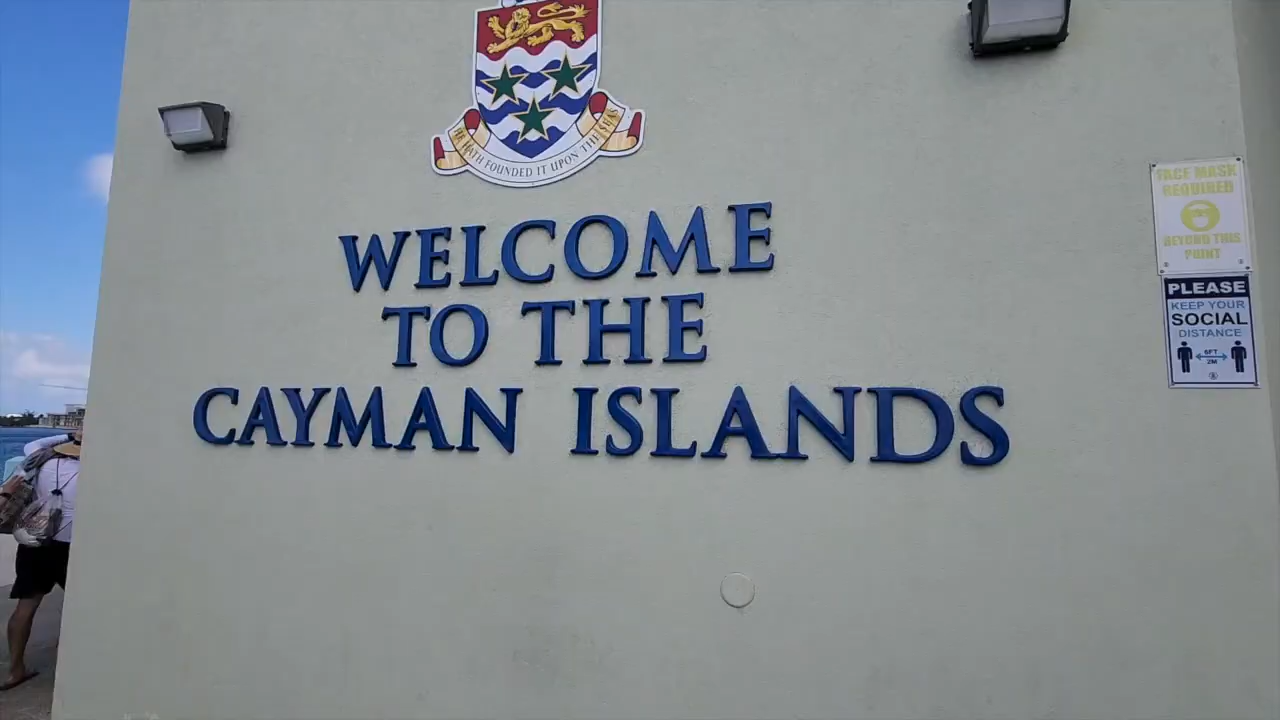 HE HATH FOUNDED IT UPON THE SEAS
WELCOME
TO THE
CAYMAN ISLANDS
FACE MASK
REQUIRED
BEYOND THIS
POINT
PLEASE
KEEP YOUR
SOCIAL
DISTANCE
6FT
2M